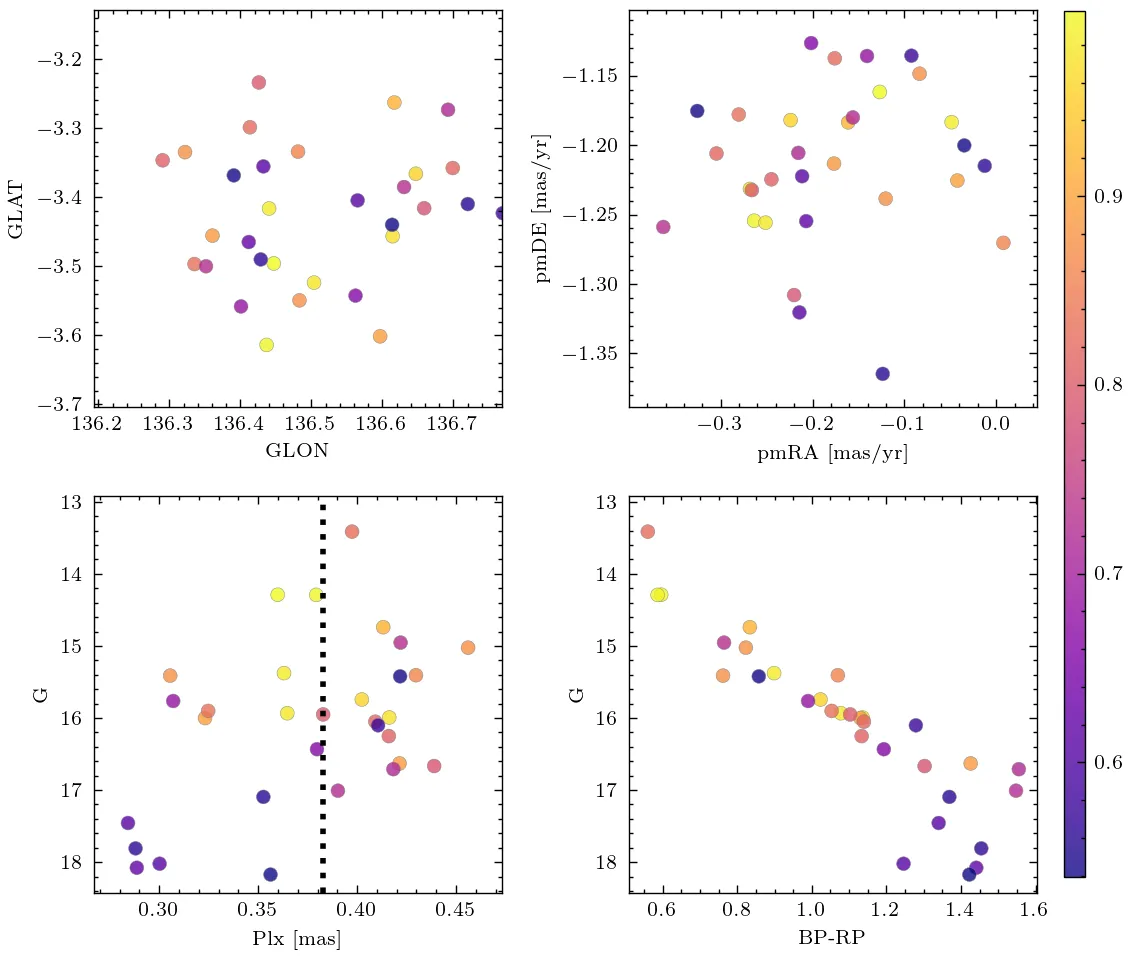 −3.2
−3.3
−3.4
−3.5
−3.6
−3.7
GLAT
136.2 136.3 136.4 136.5 136.6 136.7
GLON
−1.15
−1.20
−1.25
−1.30
−1.35
pmDE [mas/yr]
−0.3 −0.2 −0.1 0.0
pmRA [mas/yr]
0.9
0.8
0.7
0.6
13
14
15
16
17
18
G
0.30 0.35 0.40 0.45
Plx [mas]
13
14
15
16
17
18
G
0.6 0.8 1.0 1.2 1.4 1.6
BP-RP